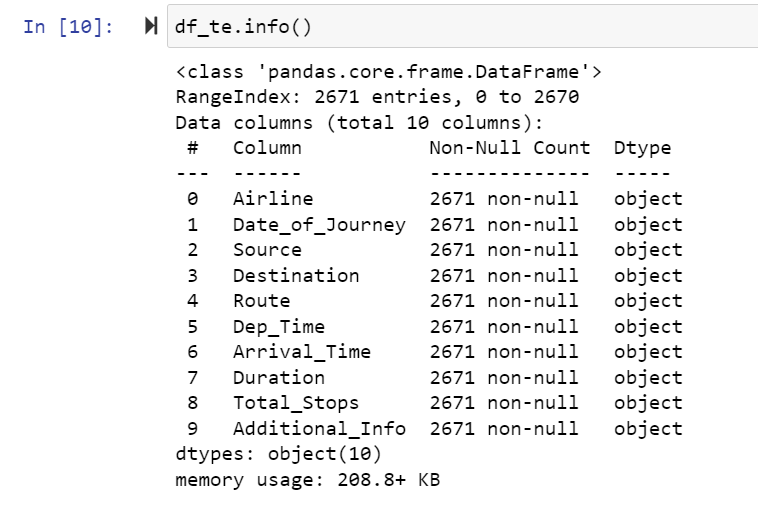 In [10]: df_te.info()
<class 'pandas.core.frame.DataFrame'>
RangeIndex: 2671 entries, 0 to 2670
Data columns (total 10 columns):
 #   Column           Non-Null Count  Dtype
---  ------           --------------  -----
 0   Airline          2671 non-null   object
 1   Date_of_Journey  2671 non-null   object
 2   Source           2671 non-null   object
 3   Destination      2671 non-null   object
 4   Route            2671 non-null   object
 5   Dep_Time         2671 non-null   object
 6   Arrival_Time     2671 non-null   object
 7   Duration         2671 non-null   object
 8   Total_Stops      2671 non-null   object
 9   Additional_Info  2671 non-null   object
dtypes: object(10)
memory usage: 208.8+ KB